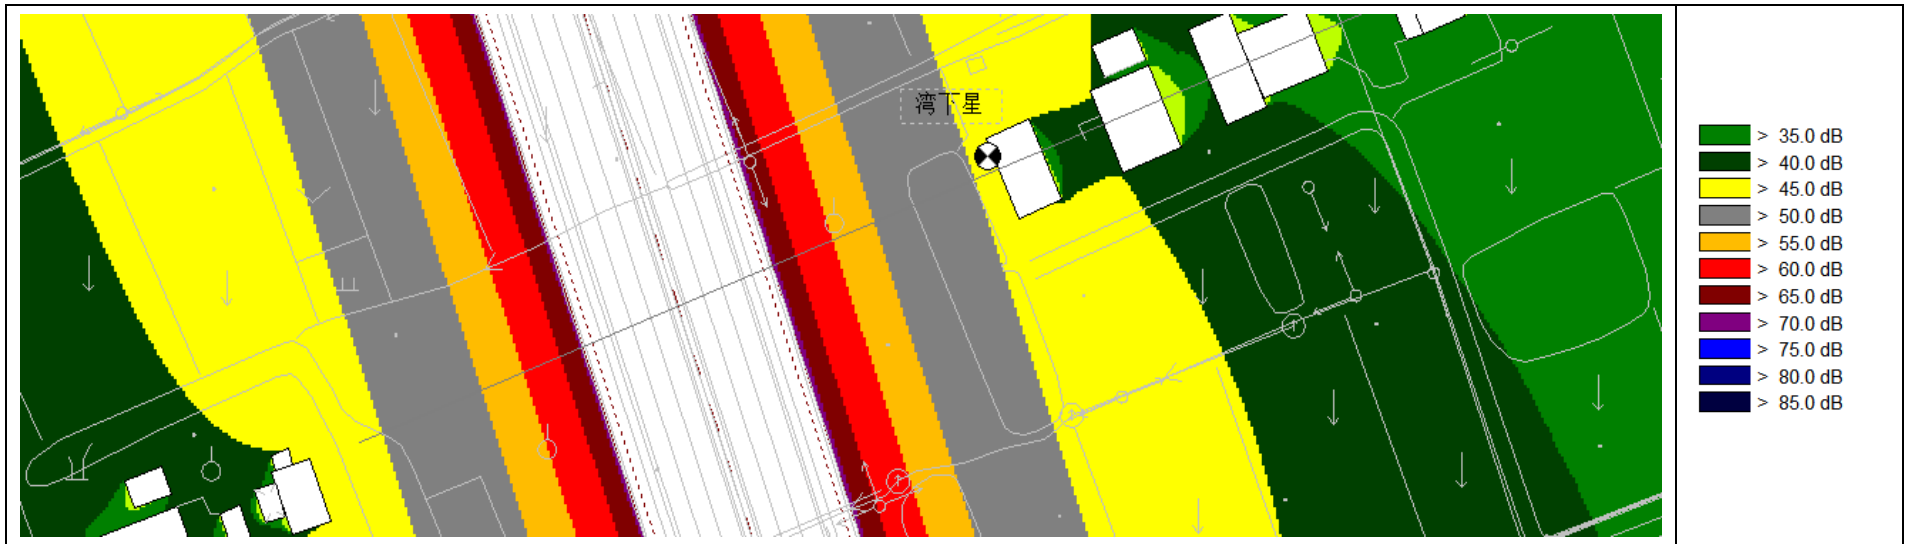 湾下星
> 35.0 dB
> 40.0 dB
> 45.0 dB
> 50.0 dB
> 55.0 dB
> 60.0 dB
> 65.0 dB
> 70.0 dB
> 75.0 dB
> 80.0 dB
> 85.0 dB